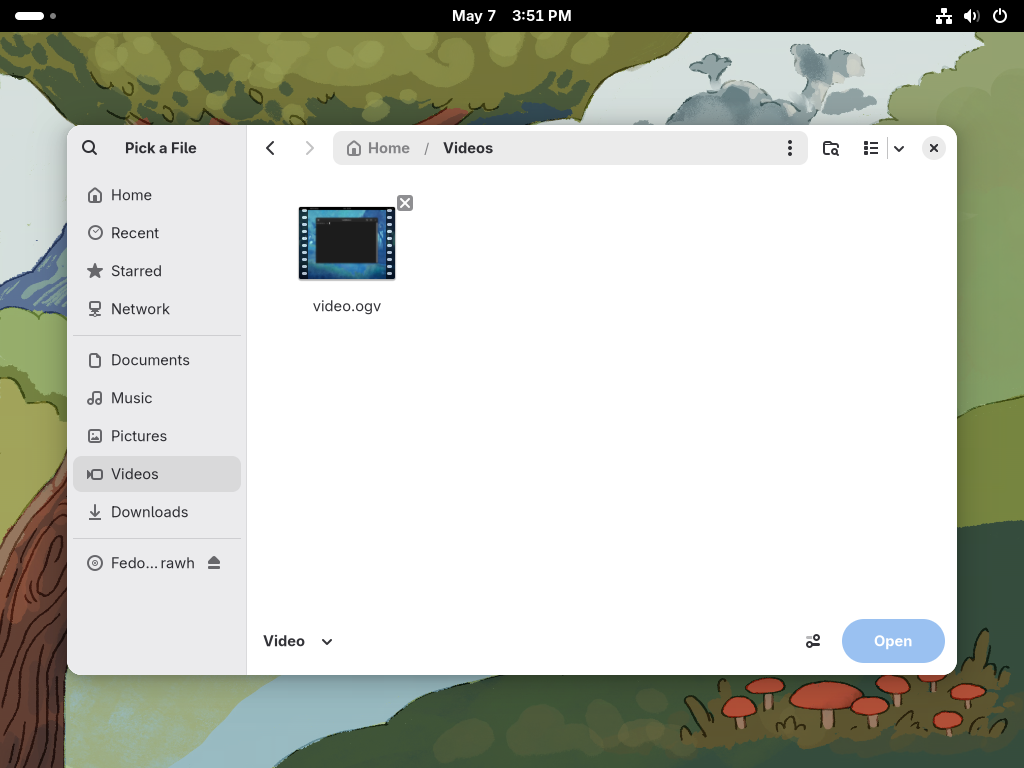 May 7 3:51 PM
Pick a File
Home / Videos
Home
Recent
Starred
Network
Documents
Music
Pictures
Videos
Downloads
Fedo…rawh
video.ogv
Video
Open